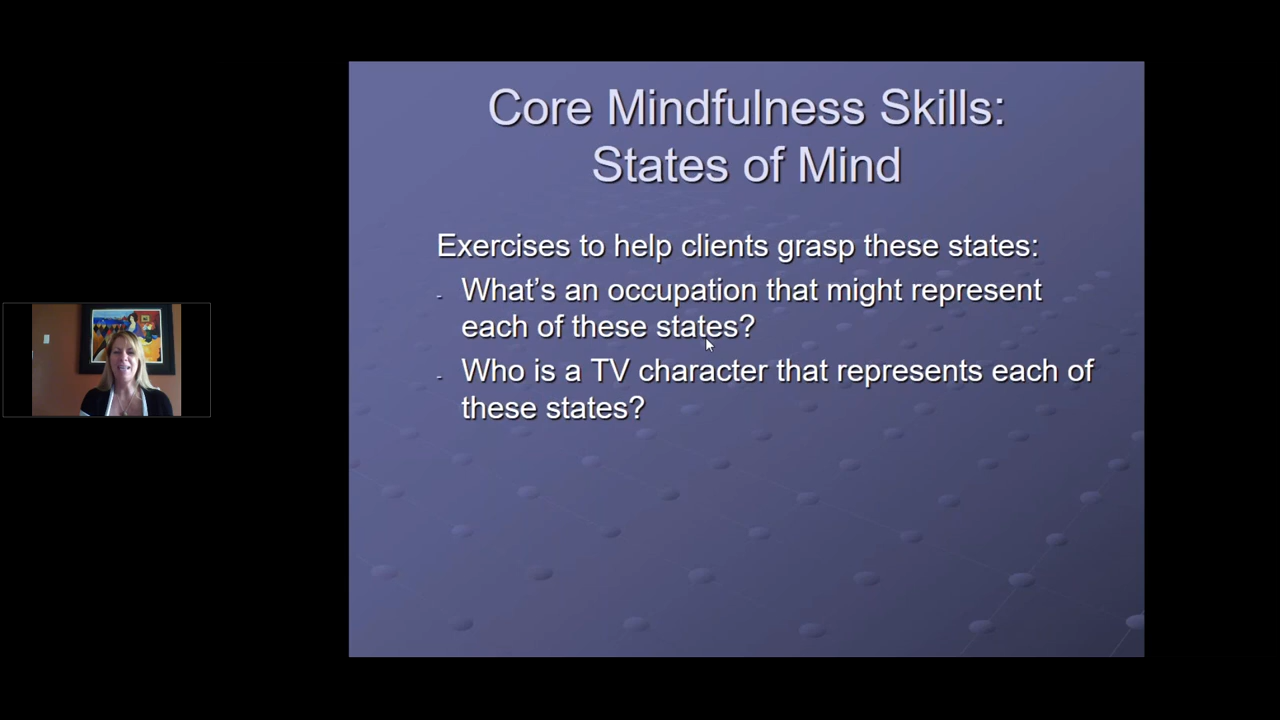 Core Mindfulness Skills:
States of Mind
Exercises to help clients grasp these states:
- What’s an occupation that might represent
each of these states?
- Who is a TV character that represents each of
these states?